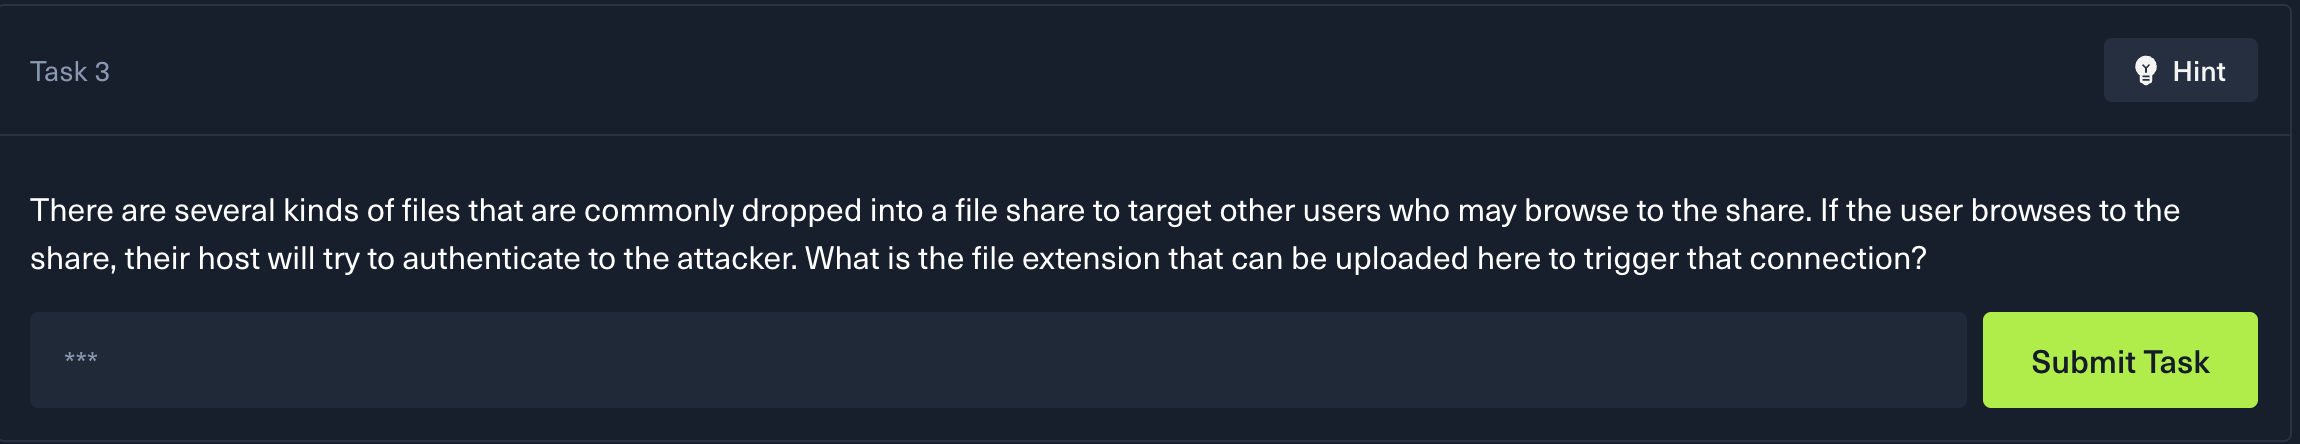 Task 3
Hint
There are several kinds of files that are commonly dropped into a file share to target other users who may browse to the share. If the user browses to the
share, their host will try to authenticate to the attacker. What is the file extension that can be uploaded here to trigger that connection?
***
Submit Task